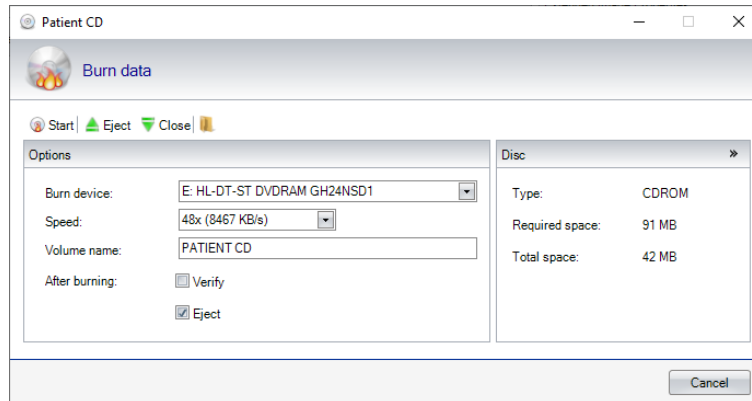 Patient CD
Burn data
Start Eject Close
Options
Burn device: E: HL-DT-ST DVDRAM GH24NSD1
Speed: 48x (8467 KB/s)
Volume name: PATIENT CD
After burning: Verify
Eject
Disc »
Type: CDROM
Required space: 91 MB
Total space: 42 MB
Cancel